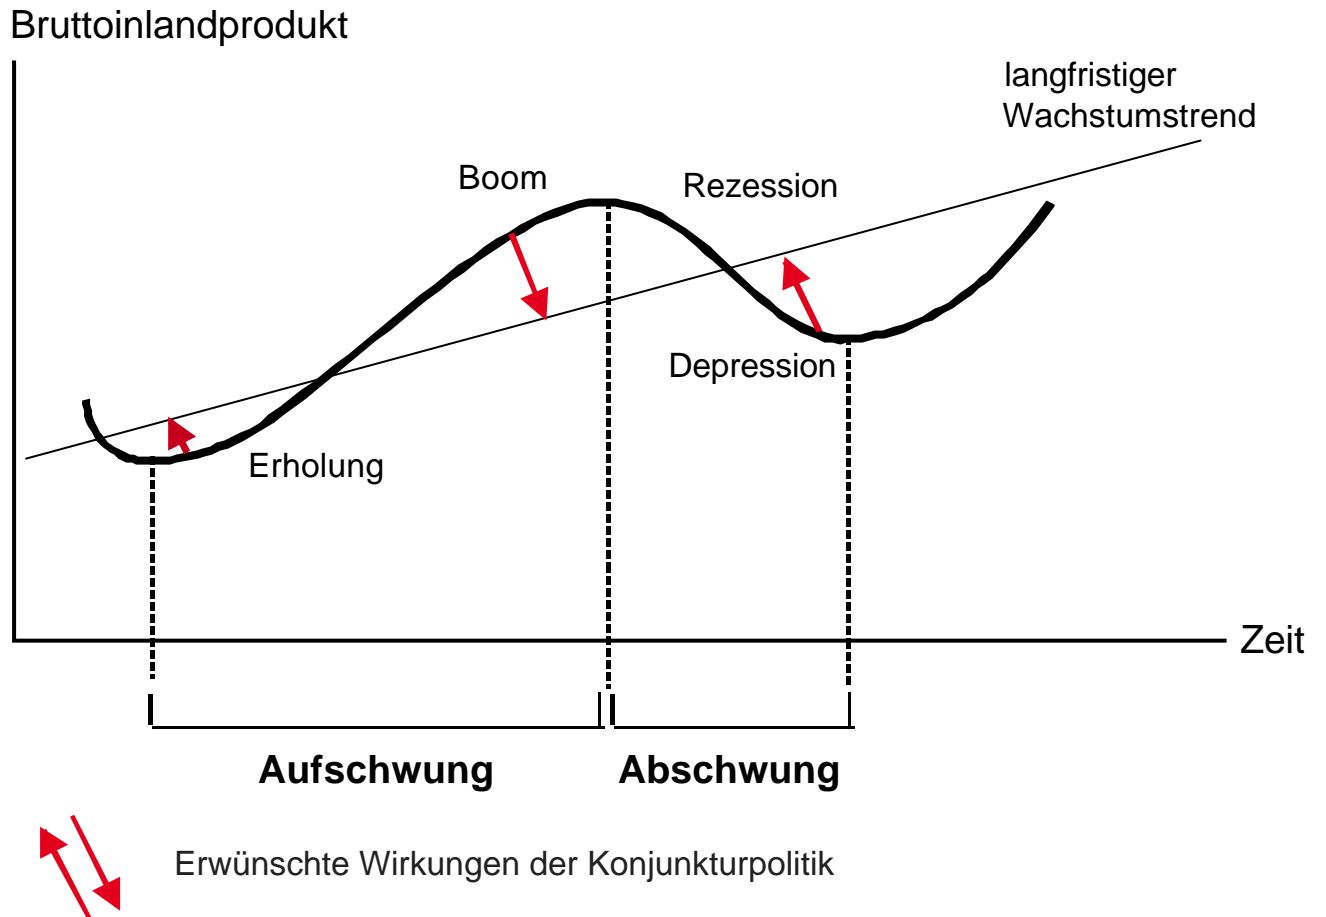 Bruttoinlandprodukt
langfristiger
Wachstumstrend
Boom
Rezession
Depression
Erholung
Zeit
Aufschwung
Abschwung
Erwünschte Wirkungen der Konjunkturpolitik